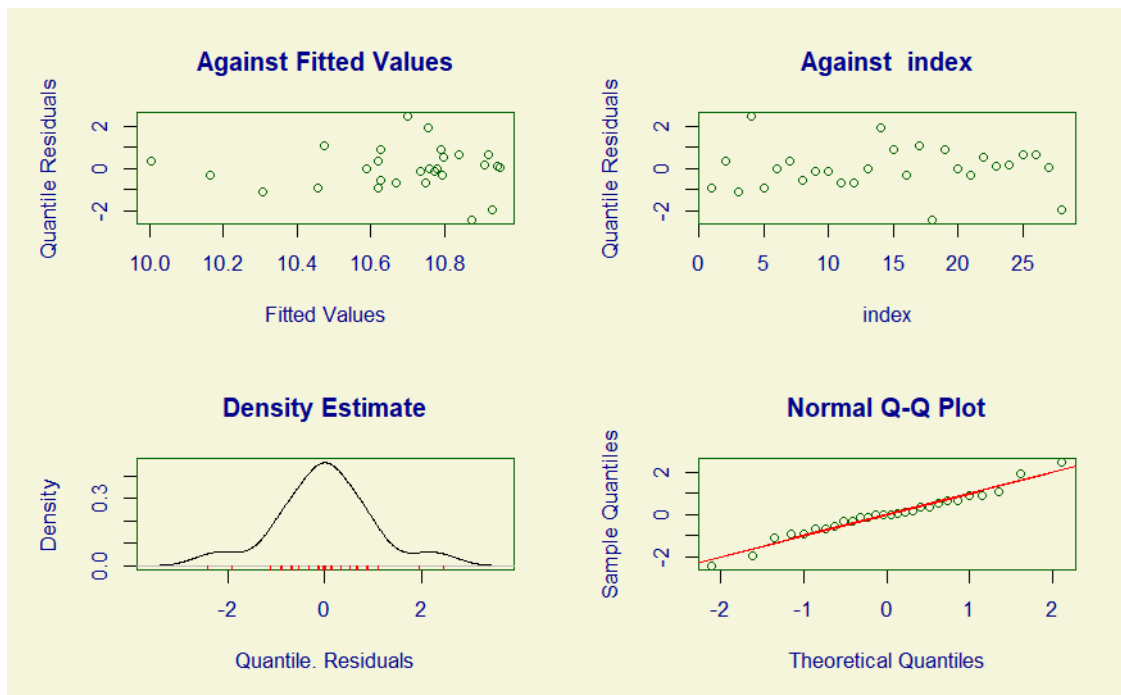 Against Fitted Values
Quantile Residuals
2
0
-2
10.0 10.2 10.4 10.6 10.8
Fitted Values
Against  index
Quantile Residuals
2
0
-2
0 5 10 15 20 25
index
Density Estimate
Density
0.3
0.0
-2 0 2
Quantile. Residuals
Normal Q-Q Plot
Sample Quantiles
2
0
-2
-2 -1 0 1 2
Theoretical Quantiles